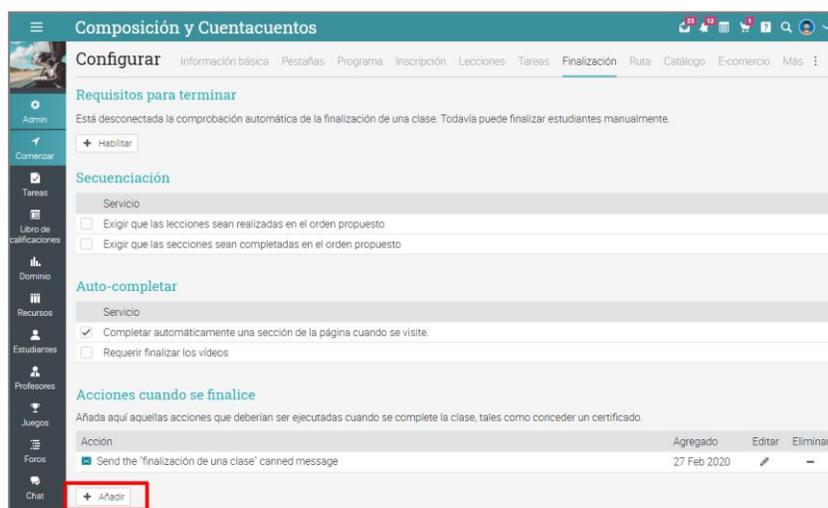 Composición y Cuentacuentos
23
12
Configurar
Información básica Pestañas Programa Inscripción Lecciones Tareas Finalización Ruta Catálogo E-comercio Más
Admin
Comenzar
Tareas
Libro de
calificaciones
Dominio
Recursos
Estudiantes
Profesores
Juegos
Foros
Chat
Requisitos para terminar
Está desconectada la comprobación automática de la finalización de una clase. Todavía puede finalizar estudiantes manualmente.
+ Habilitar
Secuenciación
Servicio
Exigir que las lecciones sean realizadas en el orden propuesto
Exigir que las secciones sean completadas en el orden propuesto
Auto-completar
Servicio
Completar automáticamente una sección de la página cuando se visite.
Requerir finalizar los vídeos
Acciones cuando se finalice
Añada aquí aquellas acciones que deberían ser ejecutadas cuando se complete la clase, tales como conceder un certificado.
Acción Agregado Editar Eliminar
Send the "finalización de una clase" canned message 27 Feb 2020
+ Añadir